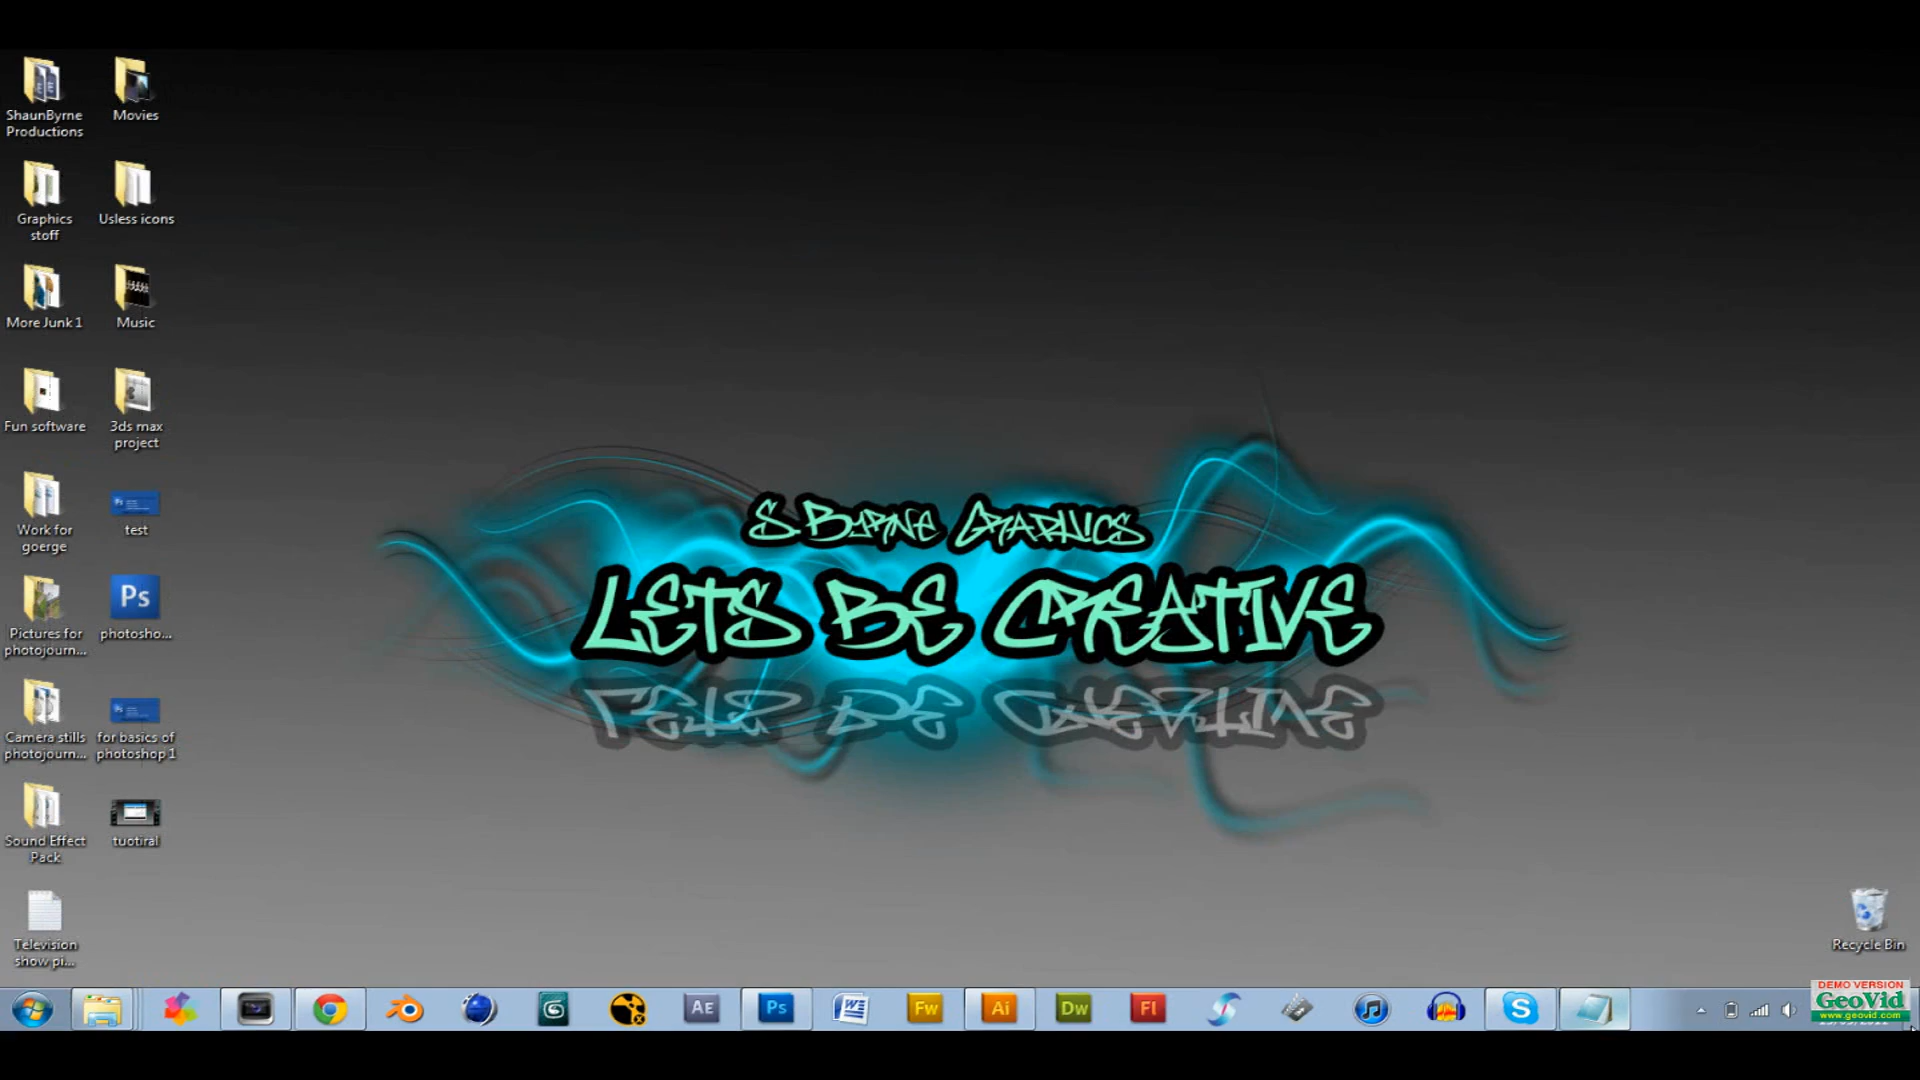 ShaunByrne
Productions
Movies
Graphics
stoff
Usless icons
More Junk 1
Music
Fun software
3ds max
project
Work for
goerge
test
Ps
Pictures for
photojourn...
photosho...
Camera stills
photojourn...
for basics of
photoshop 1
Sound Effect
Pack
tuotiral
Television
show pi...
S Byrne Graphics
Lets Be Creative
Recycle Bin
AE
Ps
Fw
Ai
Dw
Fl
DEMO VERSION
GeoVid
www.geovid.com